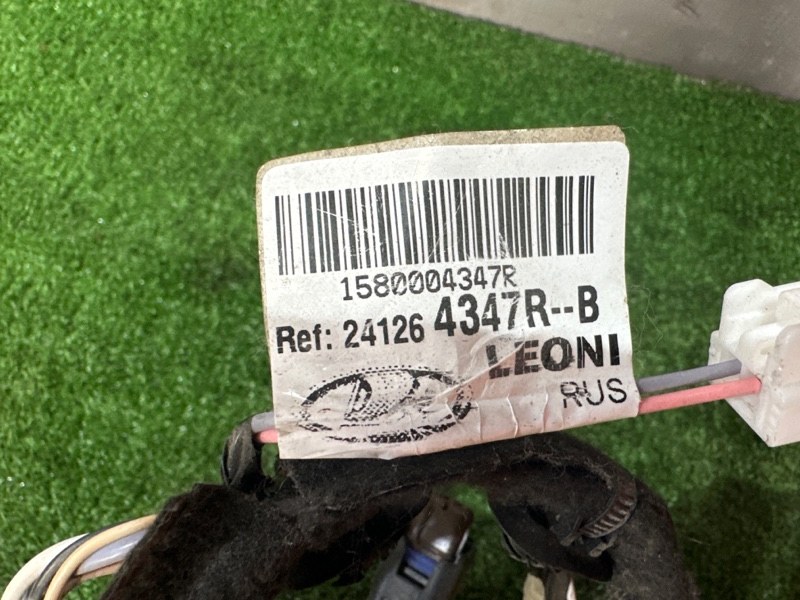 1580004347R
Ref: 24126 4347R--B
LEONI
RUS